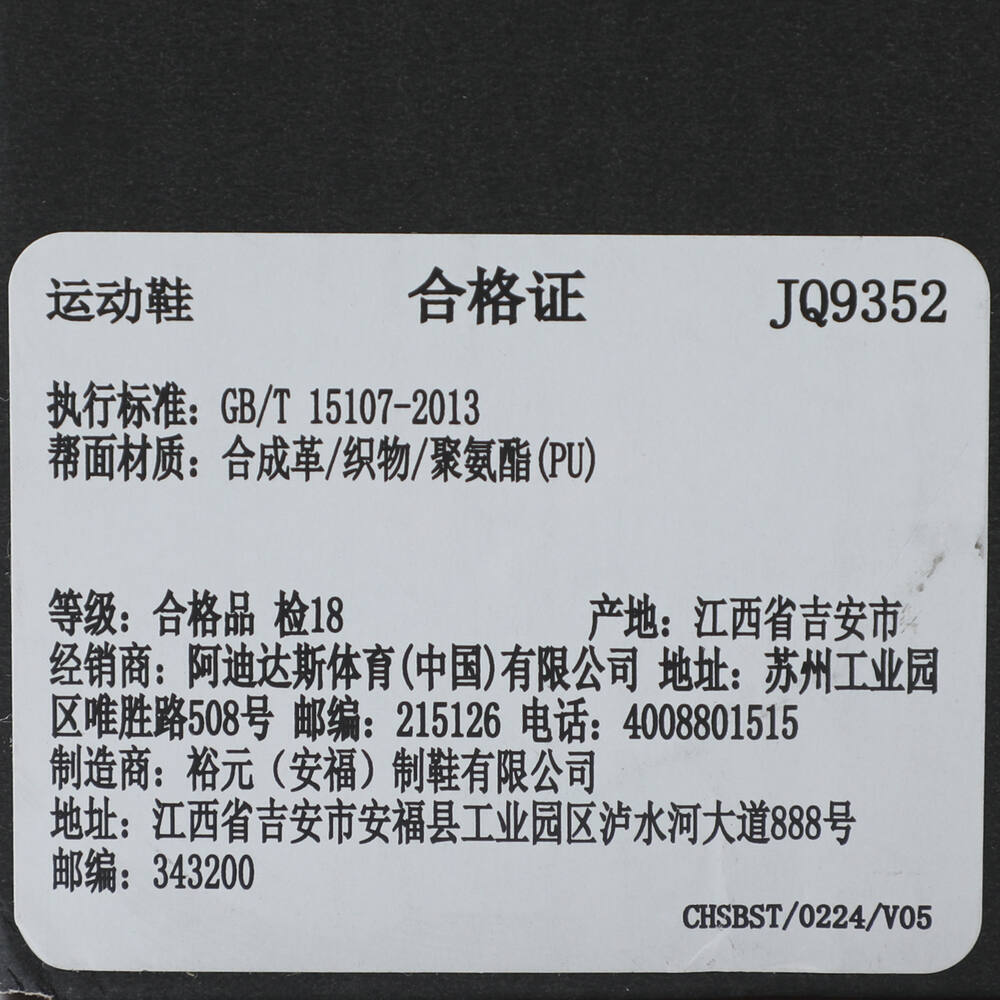 运动鞋 合格证 JQ9352
执行标准：GB/T 15107-2013
帮面材质：合成革/织物/聚氨酯(PU)
等级：合格品 检18 产地：江西省吉安市
经销商：阿迪达斯体育(中国)有限公司 地址：苏州工业园
区唯胜路508号 邮编：215126 电话：4008801515
制造商：裕元（安福）制鞋有限公司
地址：江西省吉安市安福县工业园区泸水河大道888号
邮编：343200
CHSBST/0224/V05